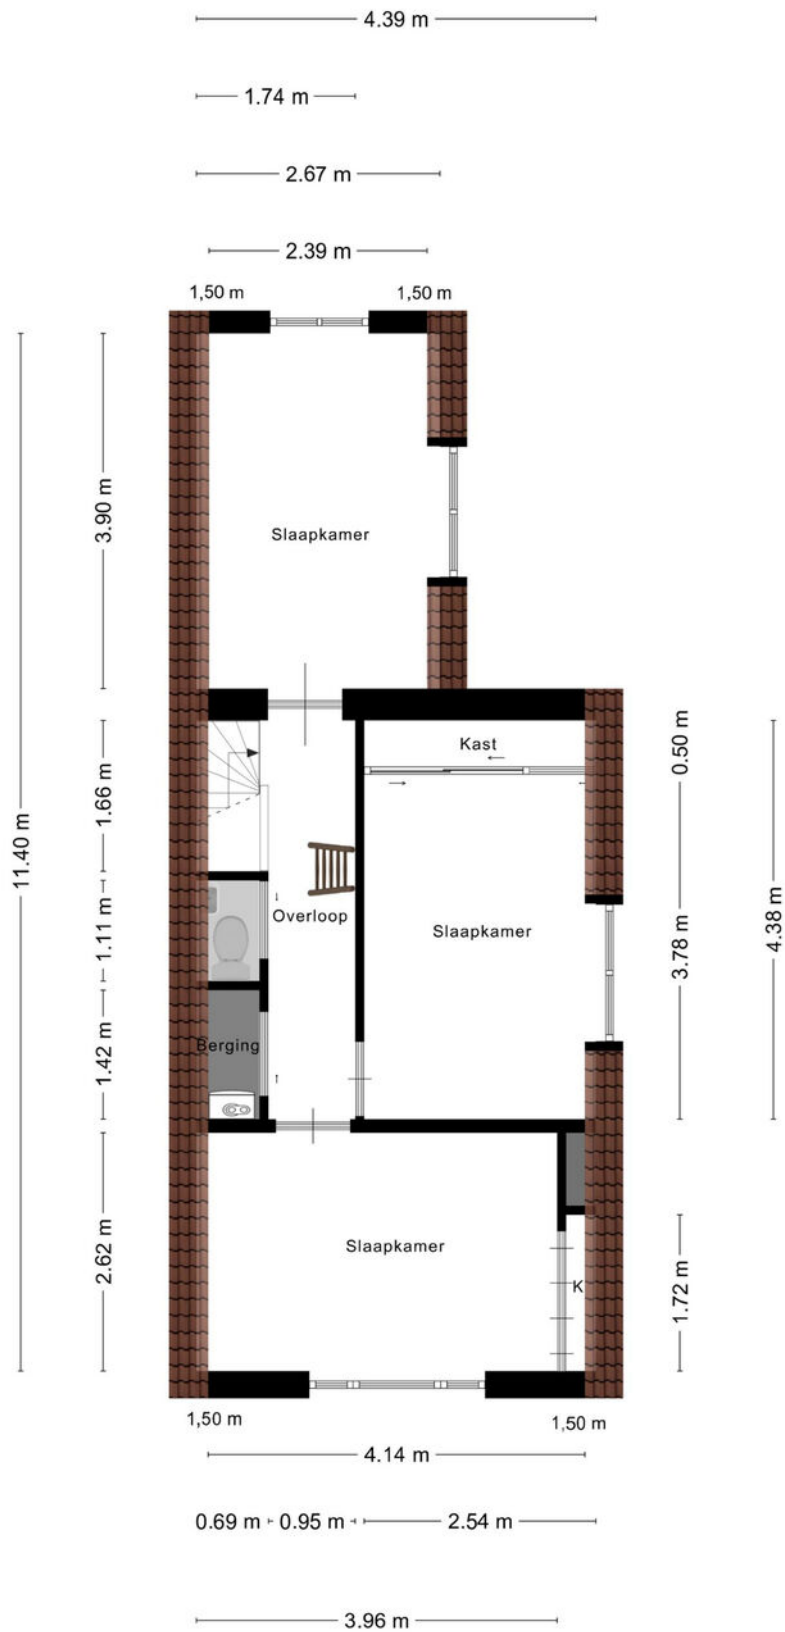 4.39 m
1.74 m
2.67 m
2.39 m
1,50 m
1,50 m
3.90 m
Slaapkamer
Kast
0.50 m
1.66 m
11.40 m
Overloop
Slaapkamer
1.11 m
3.78 m
4.38 m
Berging
1.42 m
Slaapkamer
2.62 m
K
1.72 m
1,50 m
1,50 m
4.14 m
0.69 m
0.95 m
2.54 m
3.96 m